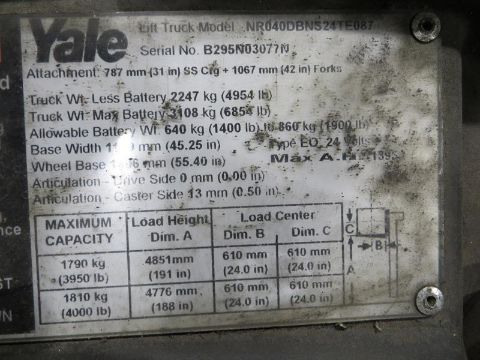 Yale
Lift Truck Model NR040DBNS24TE087
Serial No. B295N03077N
Attachment: 787 mm (31 in) SS Crg + 1067 mm (42 in) Forks
Truck Wt. Less Battery 2247 kg (4954 lb)
Truck Wt. Max Battery 3108 kg (6854 lb)
Allowable Battery Wt. 640 kg (1400 lb) to 860 kg (1900 lb)
Base Width mm (45.25 in) Type EO, 24 Volts
Wheel Base mm (55.40 in) Max A.H.
Articulation - Drive Side 0 mm (0.00 in)
Articulation - Caster Side 13 mm (0.50 in)
MAXIMUM CAPACITY Load Height Dim. A Load Center Dim. B Dim. C
1790 kg (3950 lb) 4851mm (191 in) 610 mm (24.0 in) 610 mm (24.0 in)
1810 kg (4000 lb) 4776 mm (188 in) 610 mm (24.0 in) 610 mm (24.0 in)
C
B
A